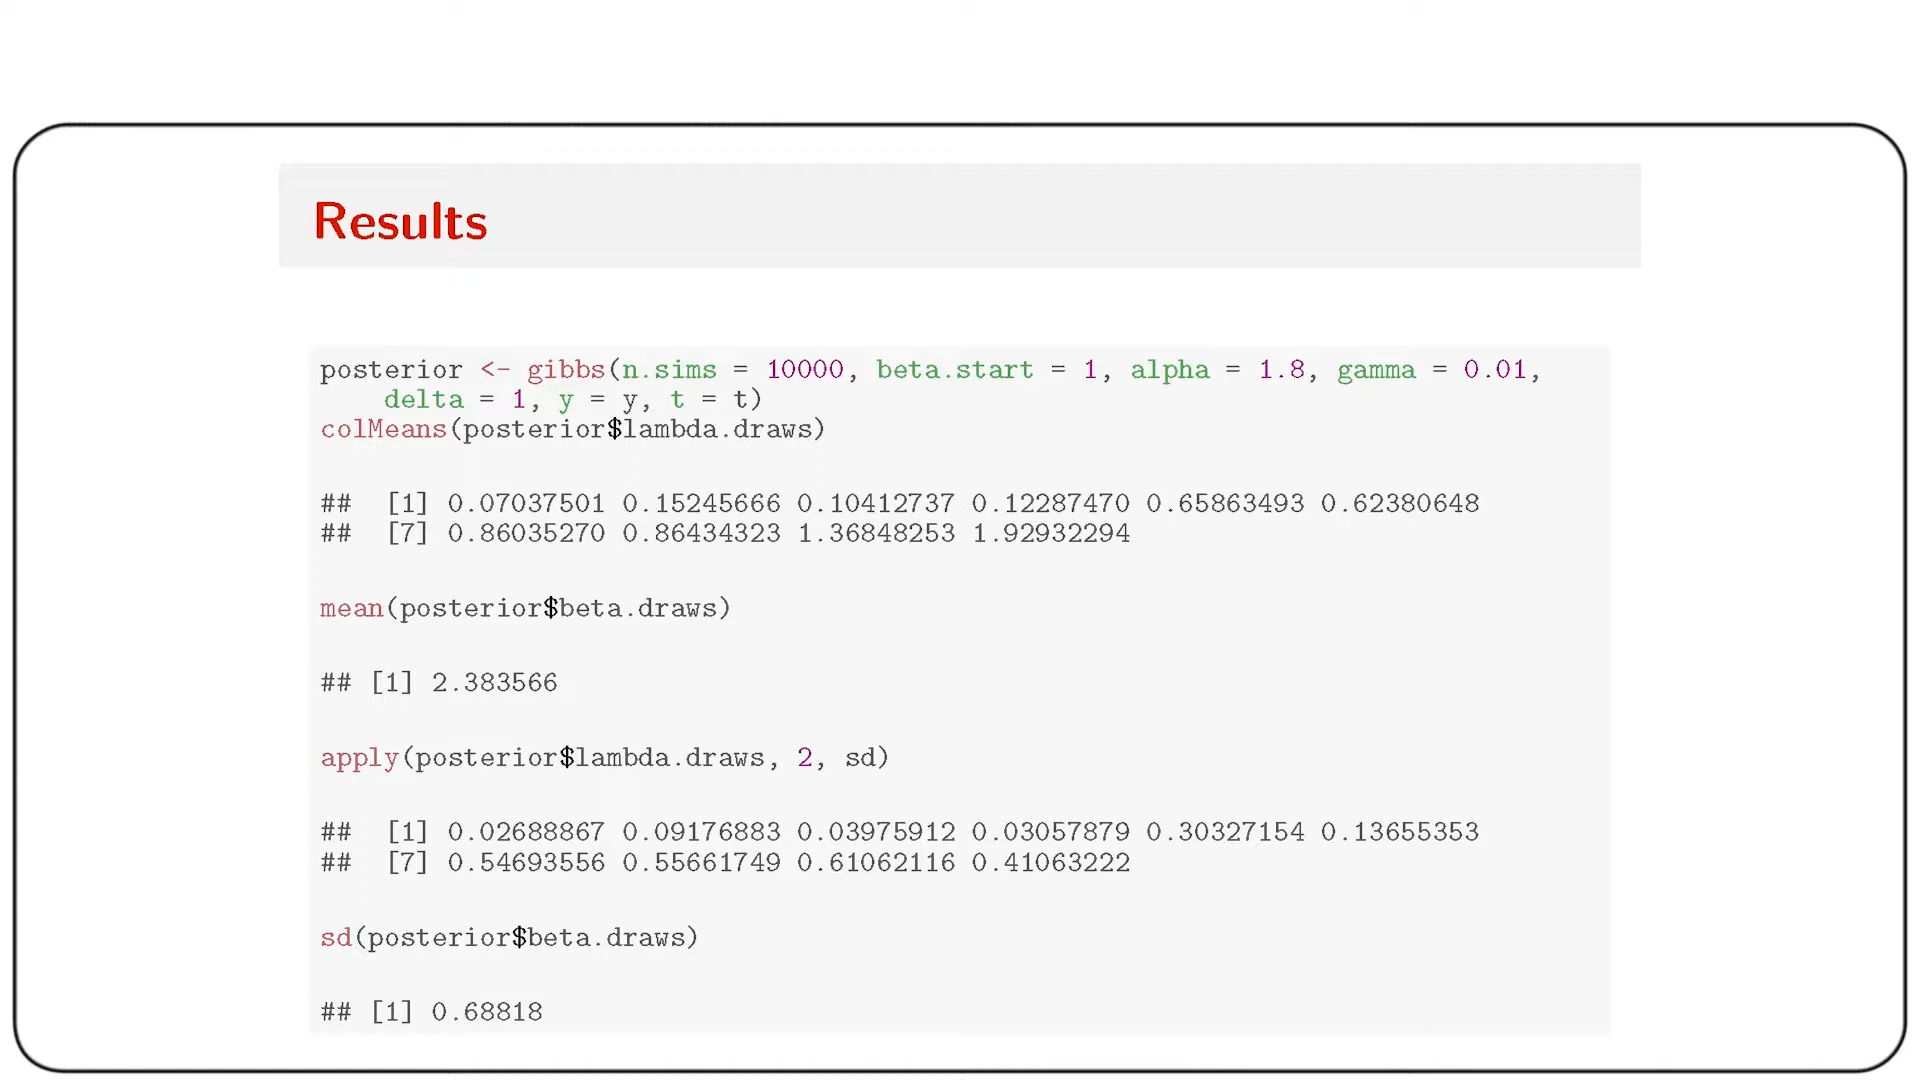 Results
posterior <- gibbs(n.sims = 10000, beta.start = 1, alpha = 1.8, gamma = 0.01,
    delta = 1, y = y, t = t)
colMeans(posterior$lambda.draws)
##  [1] 0.07037501 0.15245666 0.10412737 0.12287470 0.65863493 0.62380648
##  [7] 0.86035270 0.86434323 1.36848253 1.92932294
mean(posterior$beta.draws)
## [1] 2.383566
apply(posterior$lambda.draws, 2, sd)
##  [1] 0.02688867 0.09176883 0.03975912 0.03057879 0.30327154 0.13655353
##  [7] 0.54693556 0.55661749 0.61062116 0.41063222
sd(posterior$beta.draws)
## [1] 0.68818